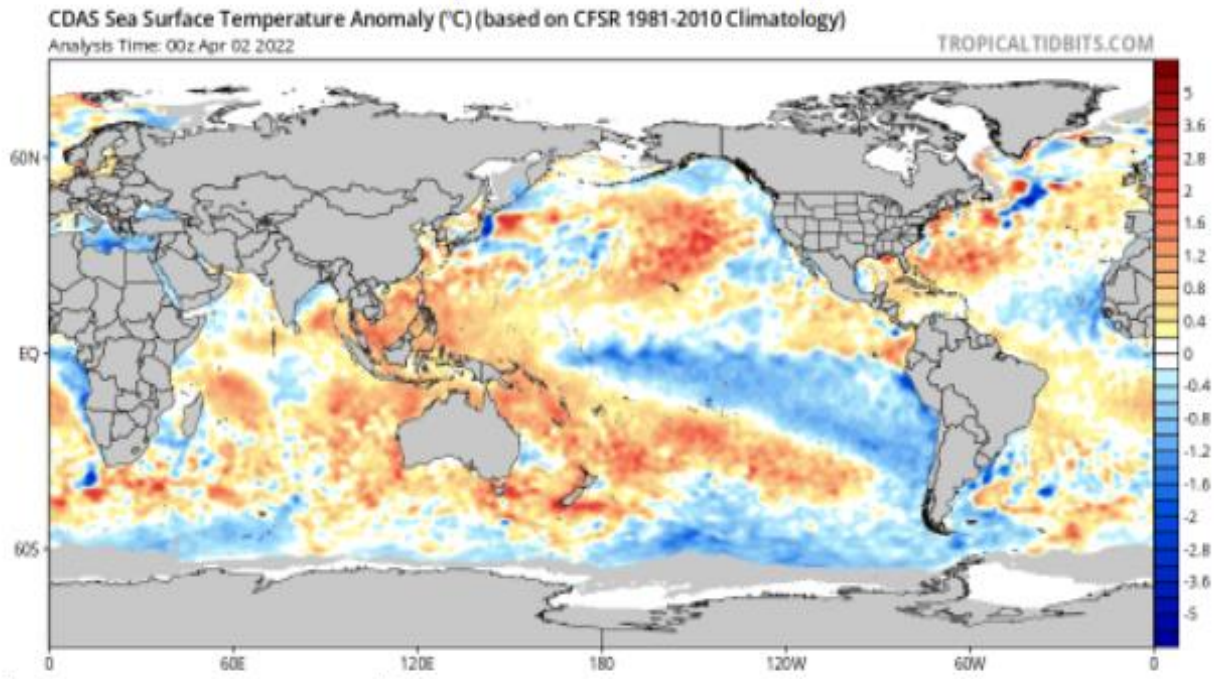 CDAS Sea Surface Temperature Anomaly (°C) (based on CFSR 1981-2010 Climatology)
Analysis Time: 00z Apr 02 2022
TROPICALTIDBITS.COM
60N
EQ
60S
0
60E
120E
180
120W
60W
0
5
3.6
2.8
2
1.6
1.2
0.8
0.4
0
-0.4
-0.8
-1.2
-1.6
-2
-2.8
-3.6
-5